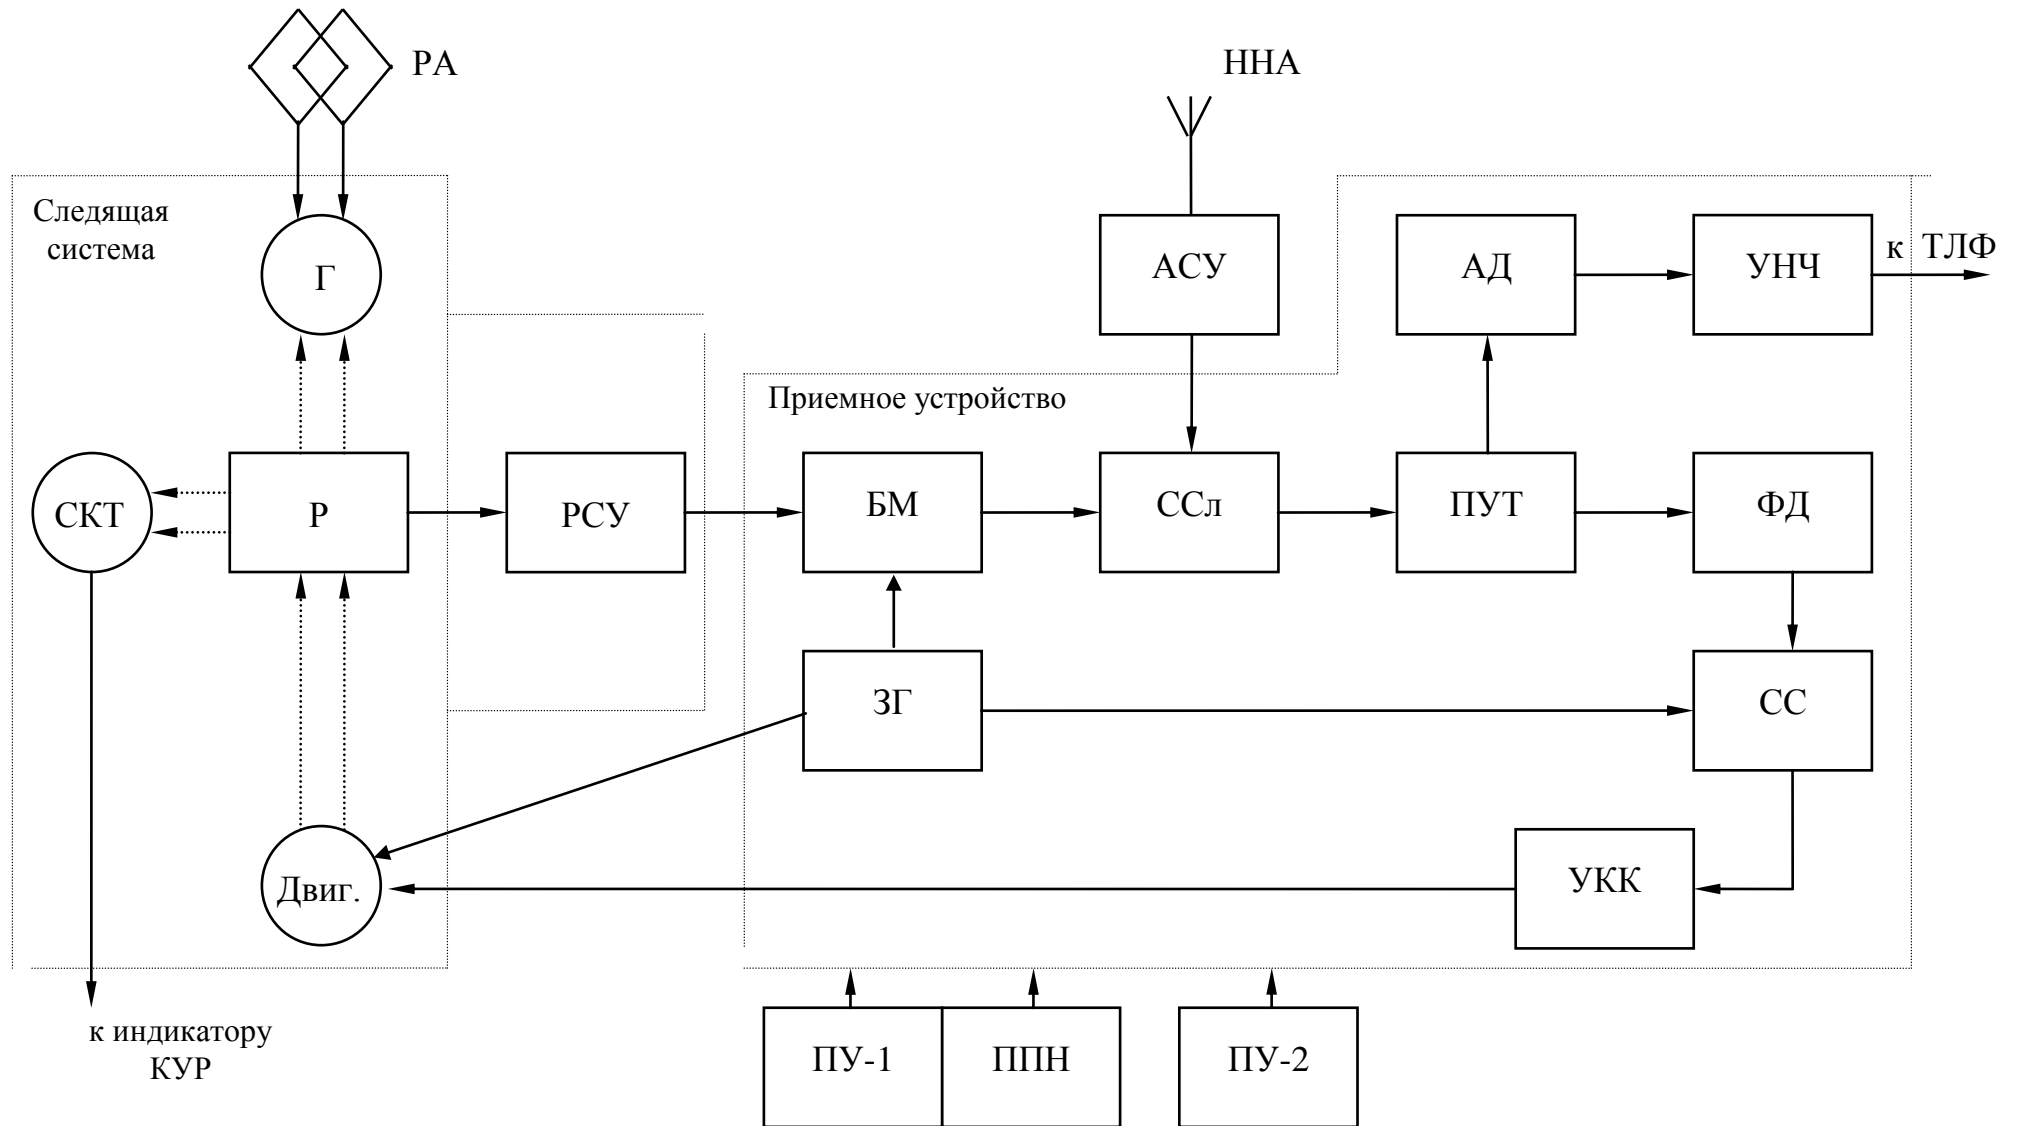 РА
ННА
Следящая
система
Г
АСУ
АД
УНЧ
к ТЛФ
Приемное устройство
СКТ
Р
РСУ
БМ
ССл
ПУТ
ФД
ЗГ
СС
Двиг.
УКК
к индикатору
КУР
ПУ-1
ППН
ПУ-2